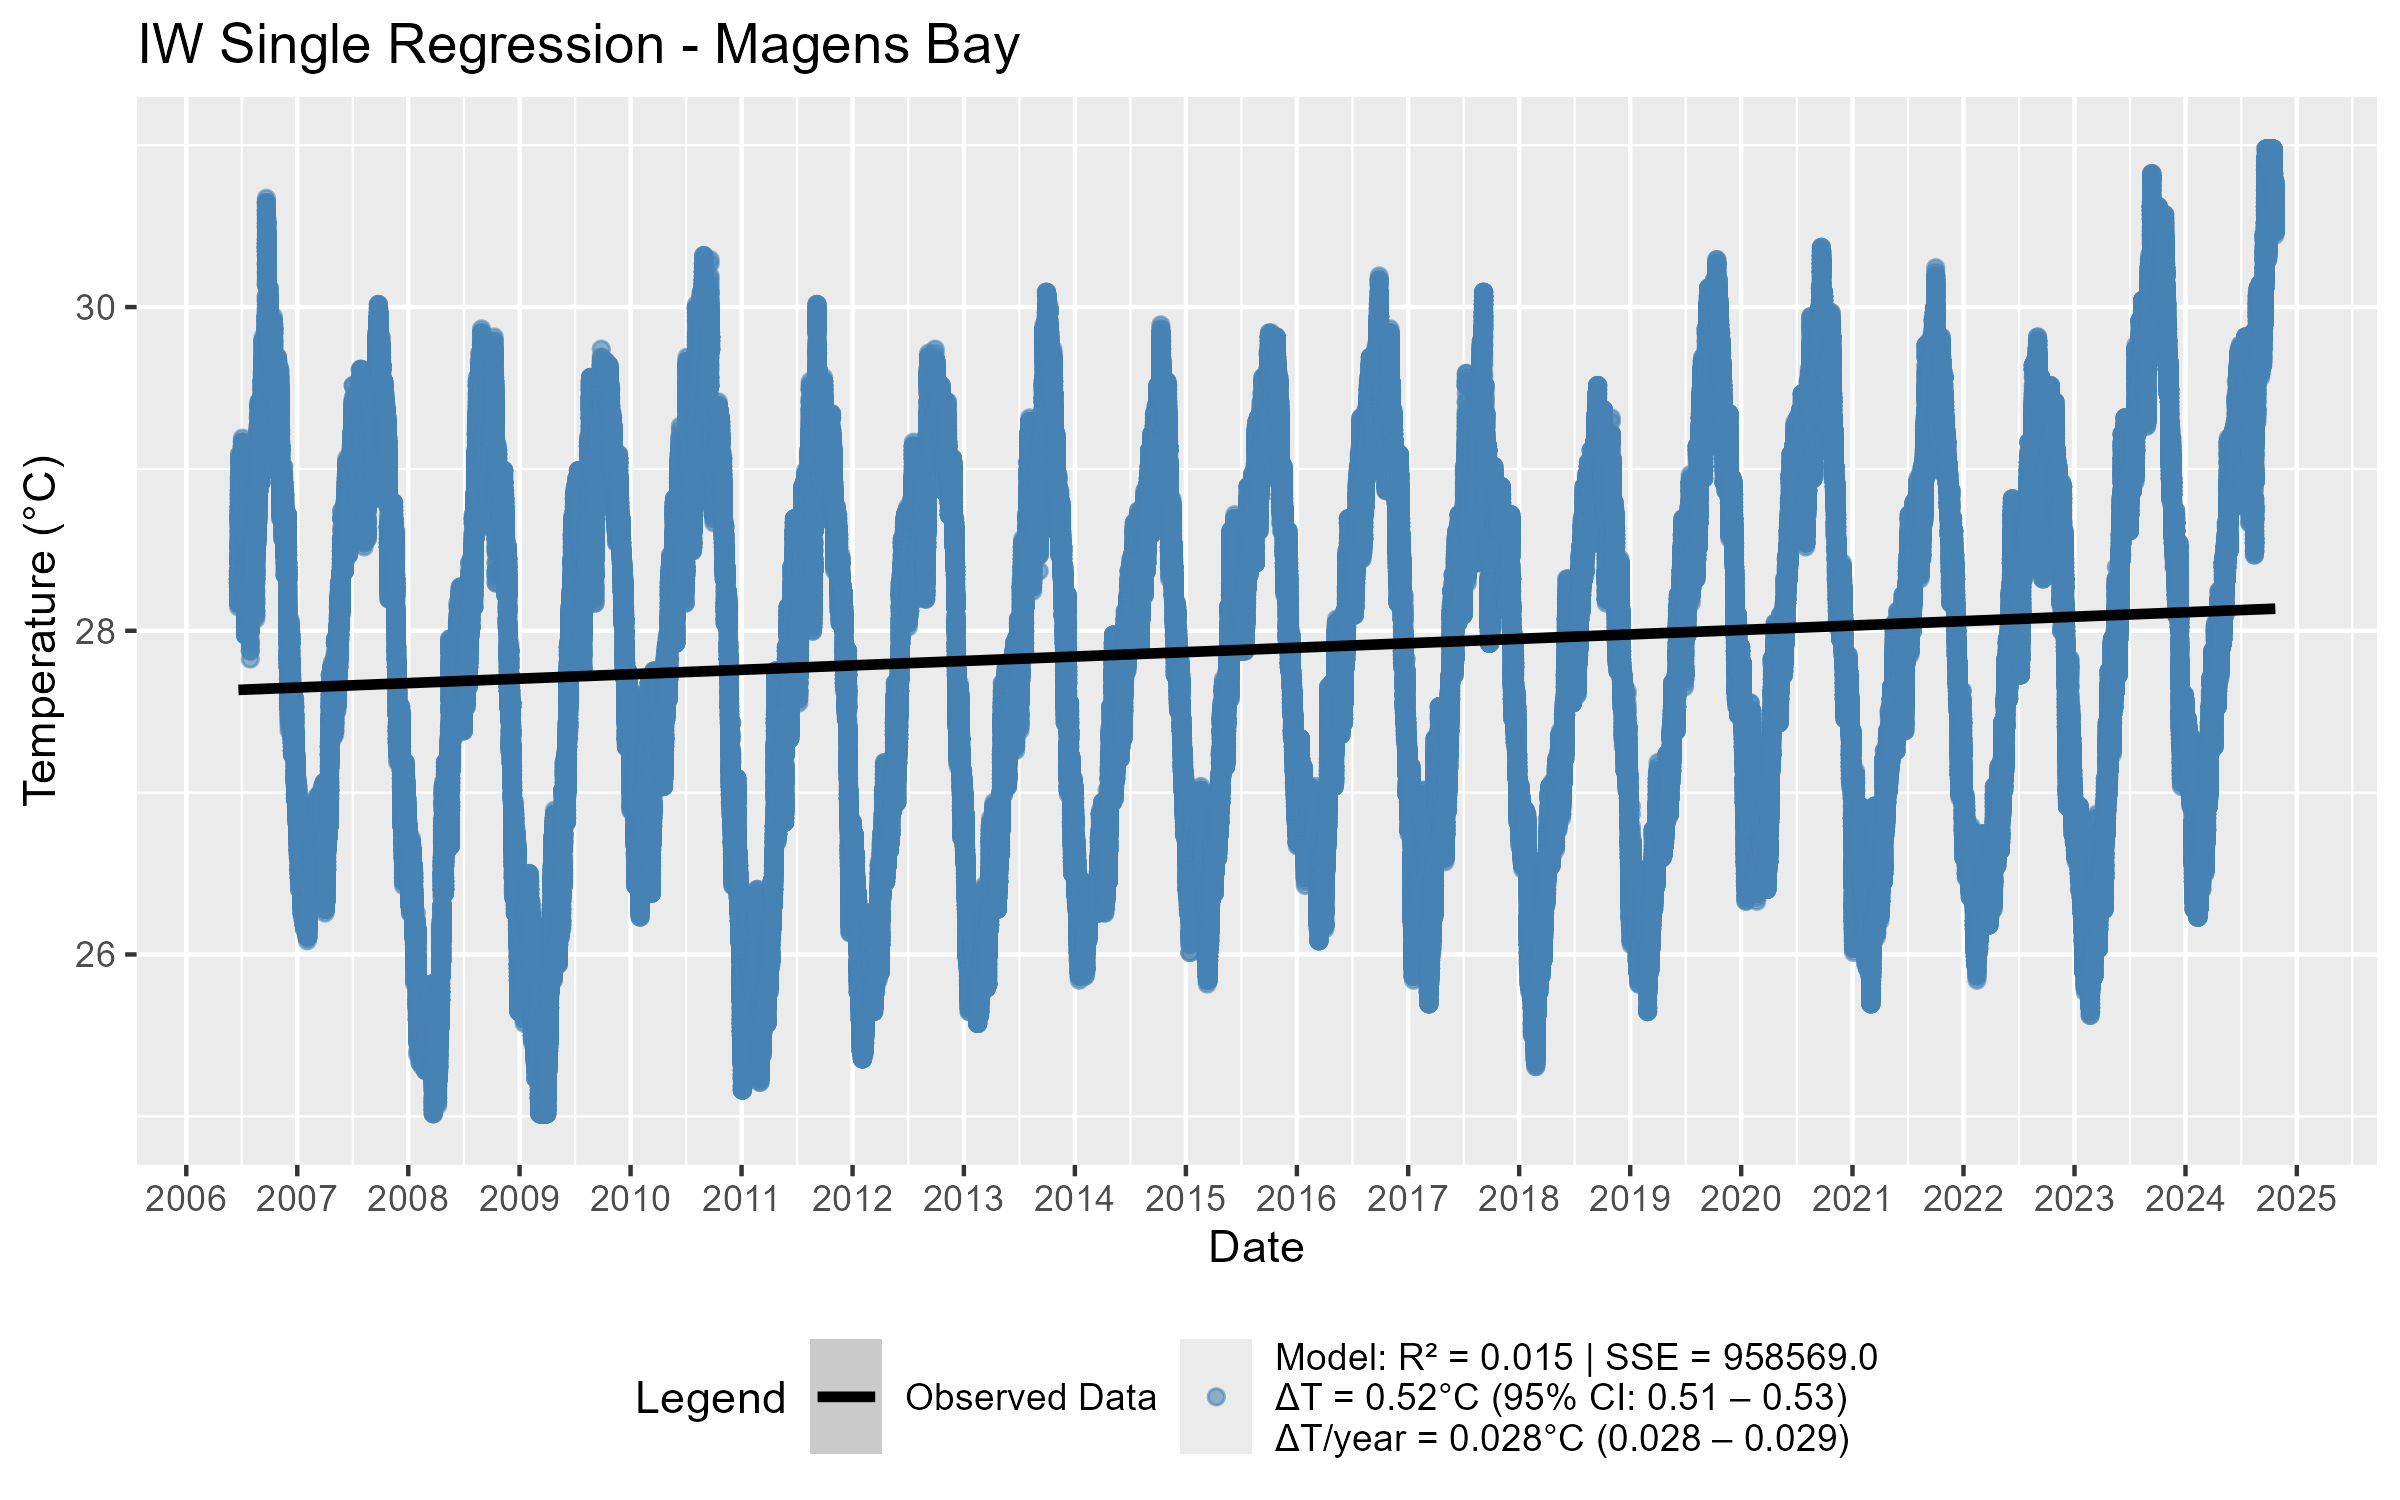 IW Single Regression - Magens Bay
Temperature (°C)
30
28
26
2006 2007 2008 2009 2010 2011 2012 2013 2014 2015 2016 2017 2018 2019 2020 2021 2022 2023 2024 2025
Date
Legend
Observed Data
Model: R² = 0.015 | SSE = 958569.0
ΔT = 0.52°C (95% CI: 0.51 – 0.53)
ΔT/year = 0.028°C (0.028 – 0.029)